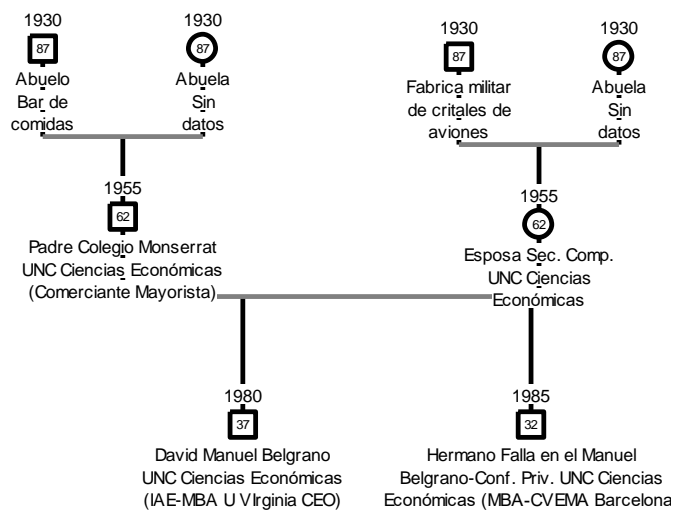 1930
1930
1930
1930
87
87
87
87
Abuelo
Bar de
comidas
Abuela
Sin
datos
Fabrica militar
de critales de
aviones
Abuela
Sin
datos
1955
62
Padre Colegio Monserrat
UNC Ciencias Económicas
(Comerciante Mayorista)
1955
62
Esposa Sec. Comp.
UNC Ciencias
Económicas
1980
37
David Manuel Belgrano
UNC Ciencias Económicas
(IAE-MBA U VIrginia CEO)
1985
32
Hermano Falla en el Manuel
Belgrano-Conf. Priv. UNC Ciencias
Económicas (MBA-CVEMA Barcelona